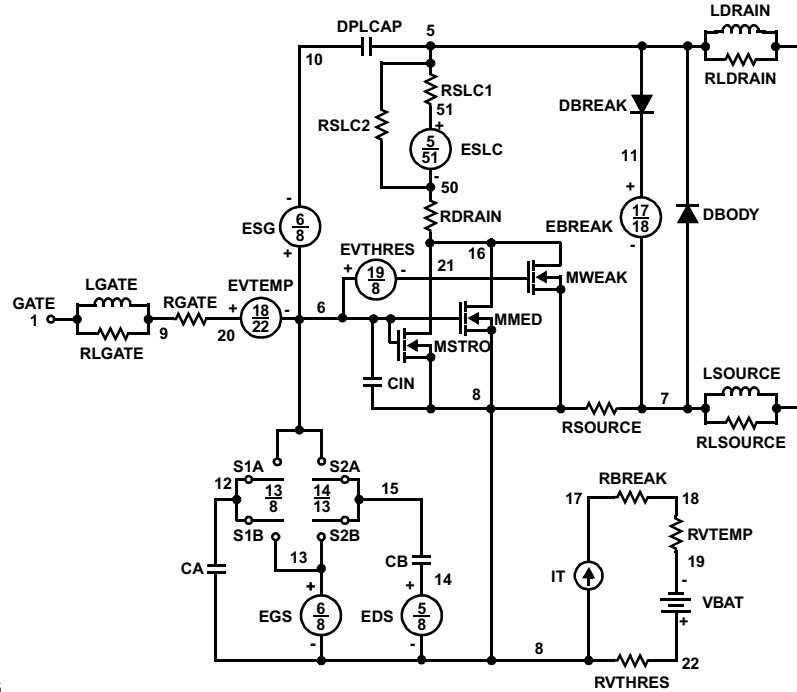 LDRAIN
DPLCAP
5
10
RLDRAIN
RSLC1
51
DBREAK
RSLC2
+
5
51
ESLC
11
-
50
-
+
6
8
ESG
+
RDRAIN
17
18
EBREAK
-
DBODY
EVTHRES
16
+
19
8
-
21
MWEAK
LGATE
EVTEMP
GATE
1
RGATE
+
18
22
-
6
MMED
9
20
RLGATE
MSTRO
LSOURCE
CIN
8
7
RSOURCE
RLSOURCE
S1A
S2A
12
13
8
14
13
15
RBREAK
17
18
S1B
S2B
RVTEMP
13
CB
19
CA
+
+
14
IT
-
VBAT
EGS
6
8
EDS
5
8
+
-
-
8
22
RVTHRES